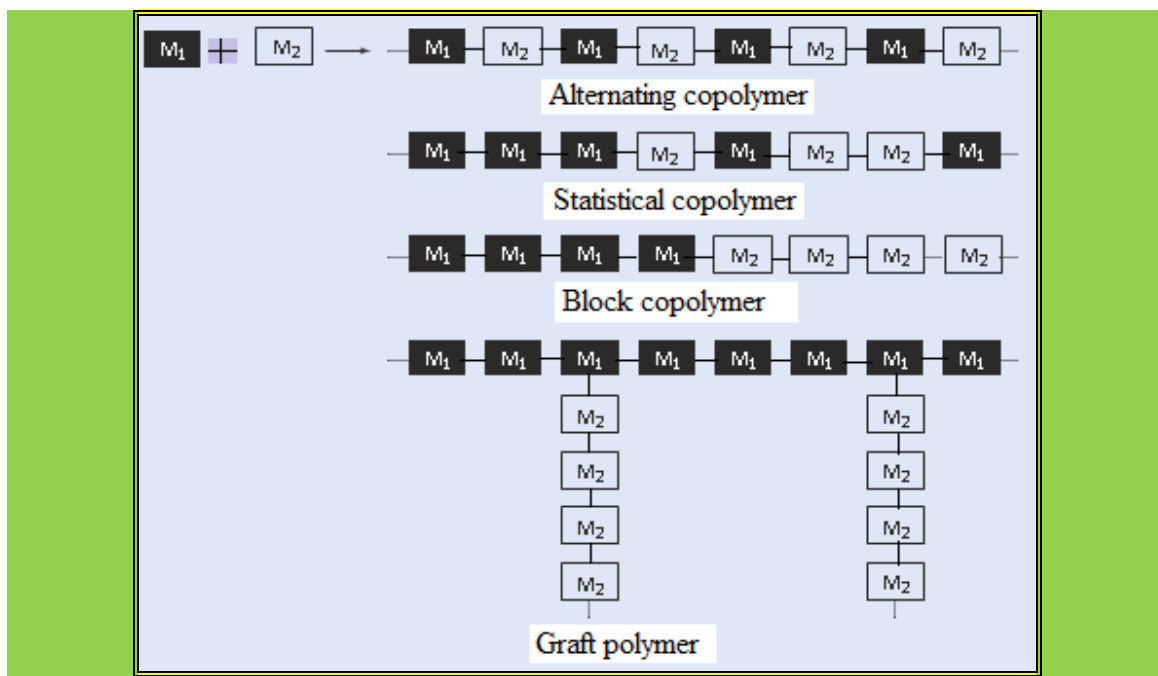 M₁ + M₂ → M₁ M₂ M₁ M₂ M₁ M₂ M₁ M₂
Alternating copolymer
M₁ M₁ M₁ M₂ M₁ M₂ M₂ M₁
Statistical copolymer
M₁ M₁ M₁ M₁ M₂ M₂ M₂ M₂
Block copolymer
M₁ M₁ M₁ M₁ M₁ M₁ M₁ M₁
M₂ M₂
M₂ M₂
M₂ M₂
M₂ M₂
Graft polymer